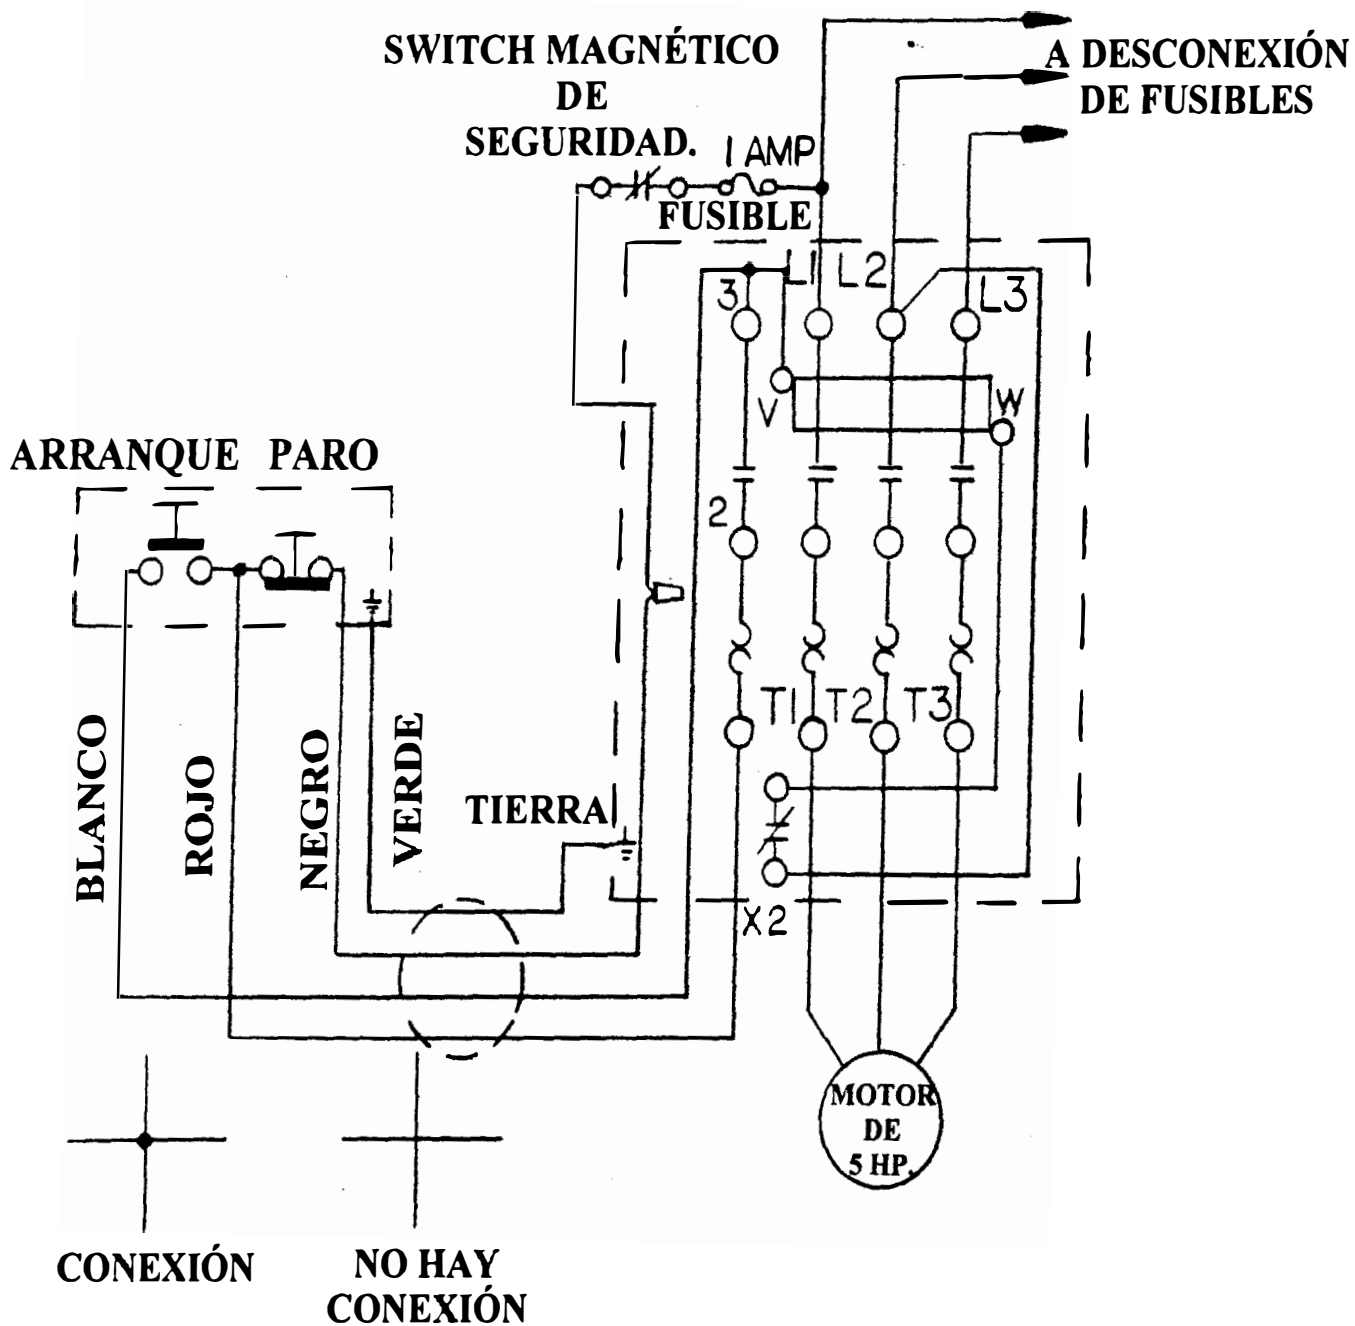 SWITCH MAGNÉTICO
DE
SEGURIDAD.
1 AMP
FUSIBLE
A DESCONEXIÓN
DE FUSIBLES
3
L1
L2
L3
V
W
2
ARRANQUE PARO
T1
T2
T3
BLANCO
ROJO
NEGRO
VERDE
TIERRA
X2
MOTOR
DE
5 HP.
CONEXIÓN
NO HAY
CONEXIÓN